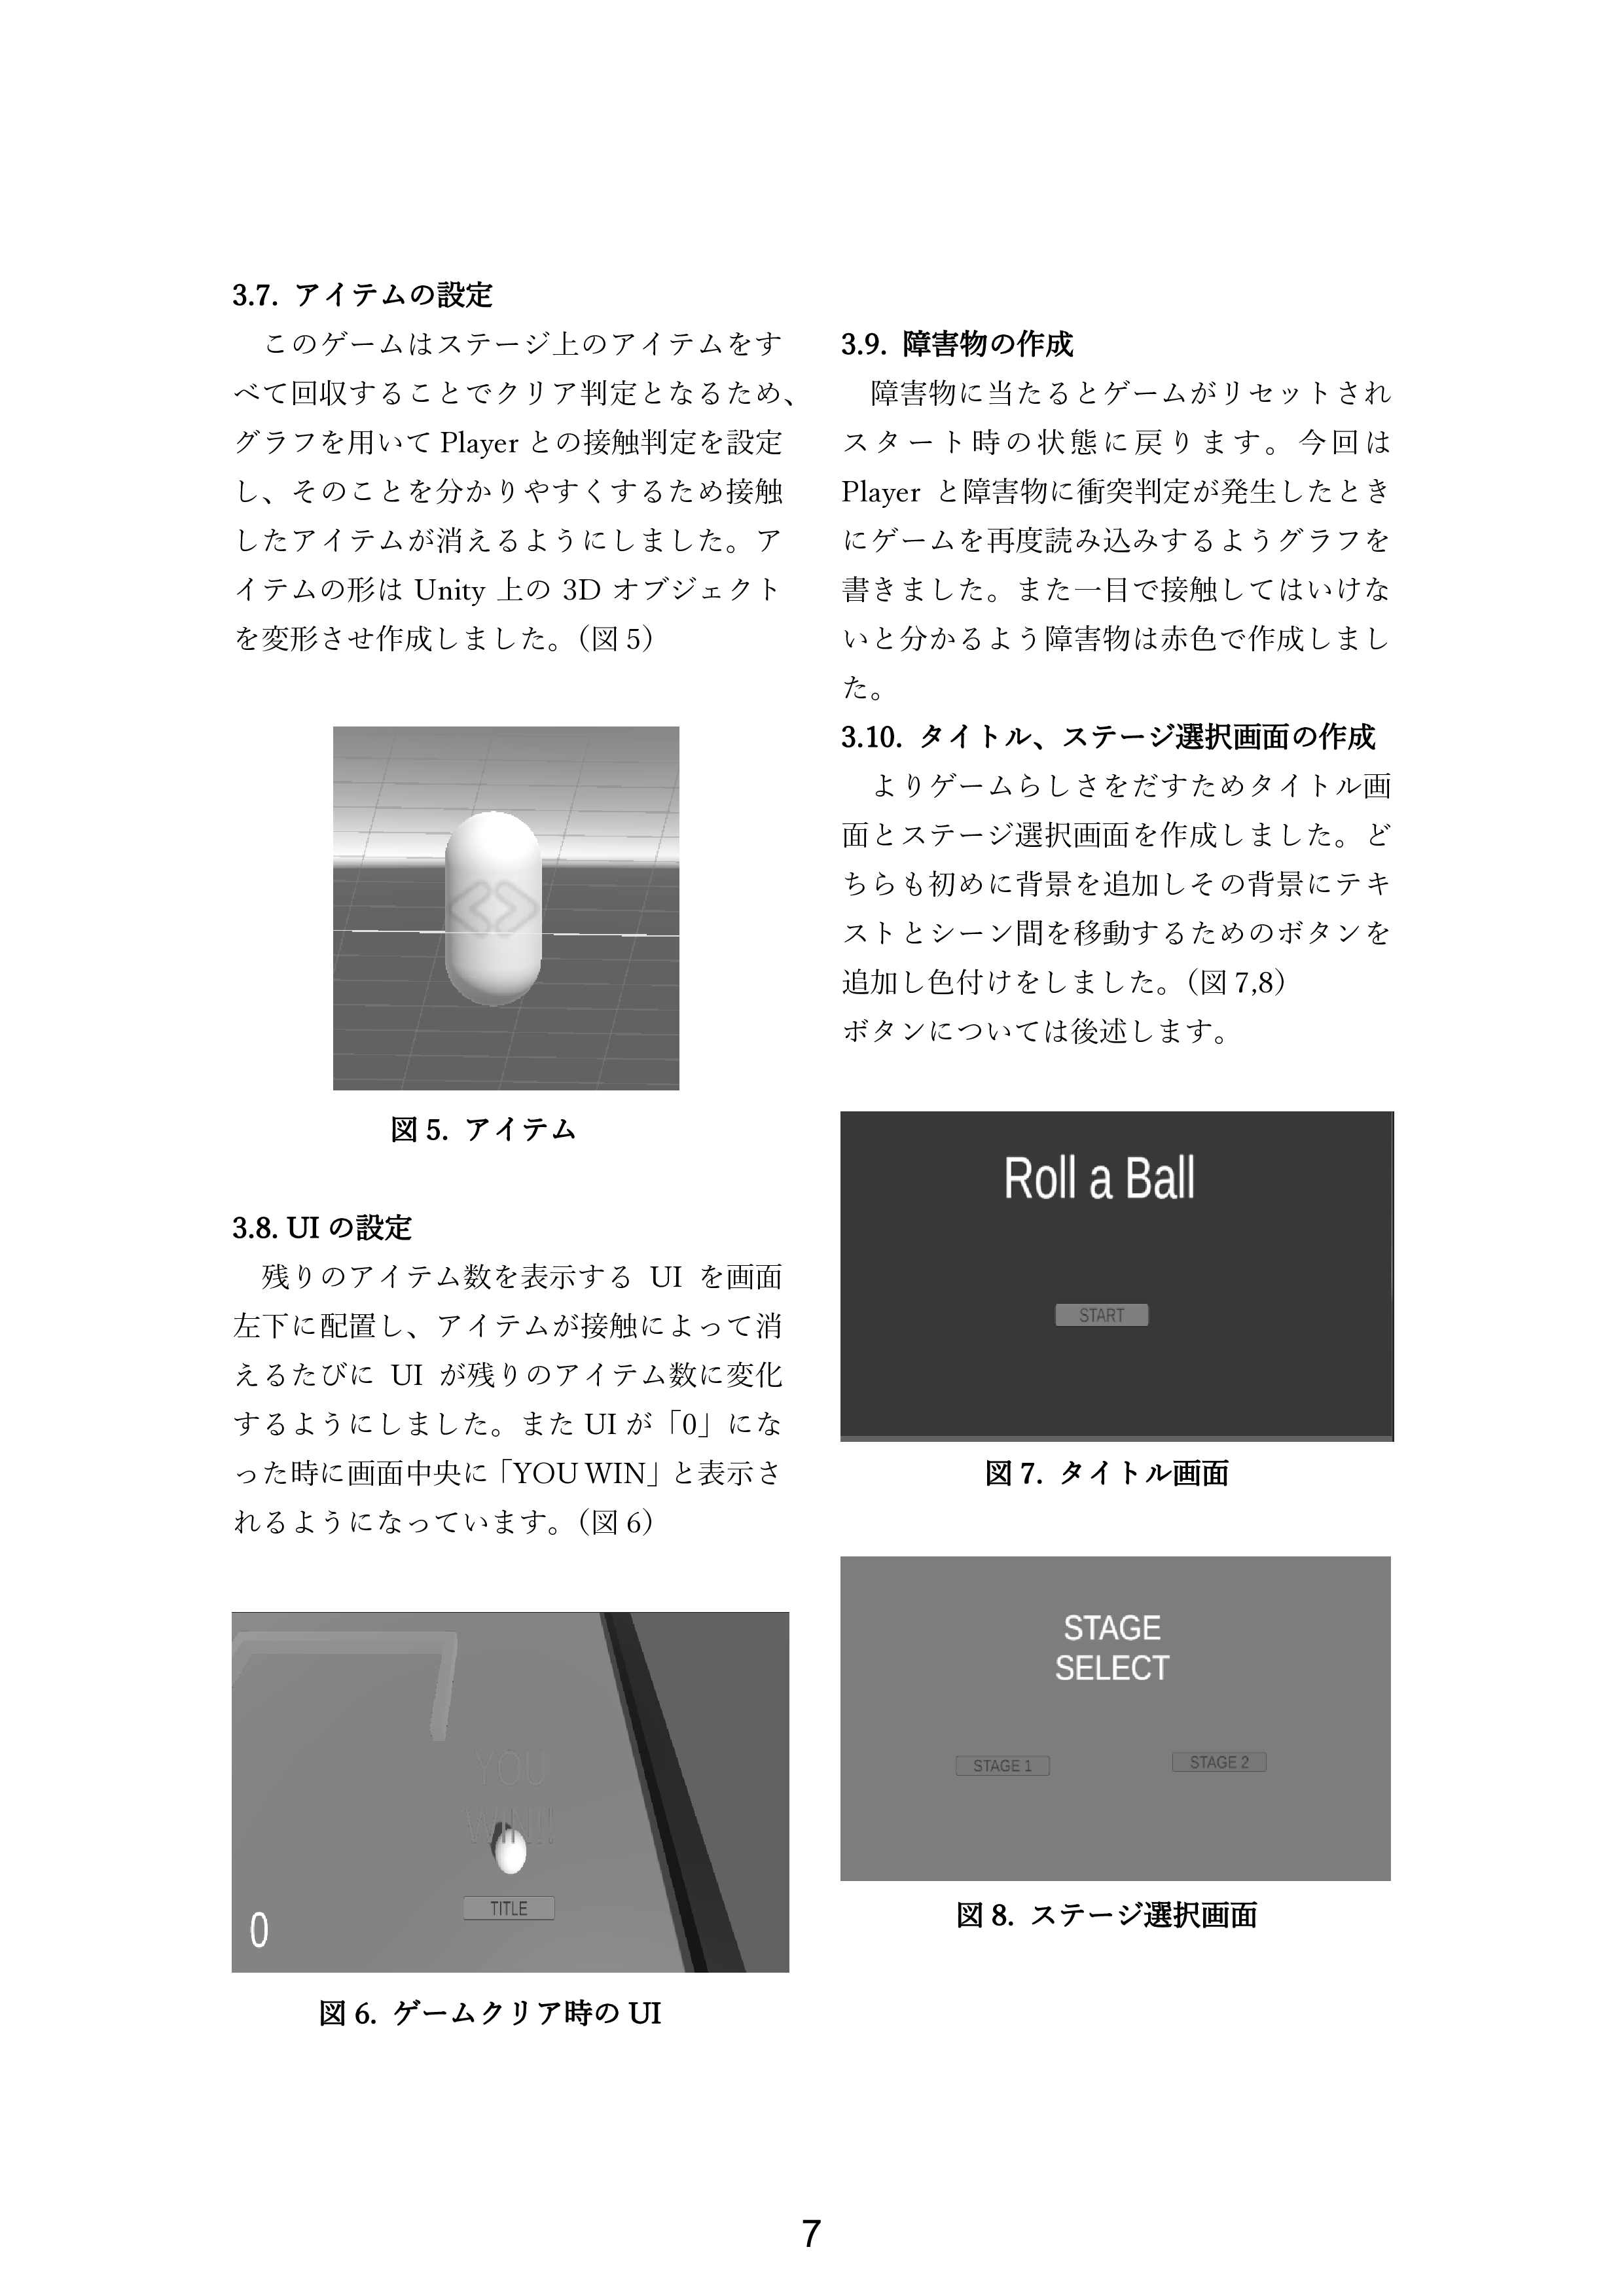 3.7. アイテムの設定
このゲームはステージ上のアイテムをす
べて回収することでクリア判定となるため、
グラフを用いて Player との接触判定を設定
し、そのことを分かりやすくするため接触
したアイテムが消えるようにしました。ア
イテムの形は Unity 上の 3D オブジェクト
を変形させ作成しました。（図 5）
図 5. アイテム
3.8. UI の設定
残りのアイテム数を表示する UI を画面
左下に配置し、アイテムが接触によって消
えるたびに UI が残りのアイテム数に変化
するようにしました。また UI が「0」にな
った時に画面中央に「YOU WIN」と表示さ
れるようになっています。（図 6）
YOU
WIN!!
TITLE
0
図 6. ゲームクリア時の UI
3.9. 障害物の作成
障害物に当たるとゲームがリセットされ
スタート時の状態に戻ります。今回は
Player と障害物に衝突判定が発生したとき
にゲームを再度読み込みするようグラフを
書きました。また一目で接触してはいけな
いと分かるよう障害物は赤色で作成しまし
た。
3.10. タイトル、ステージ選択画面の作成
よりゲームらしさをだすためタイトル画
面とステージ選択画面を作成しました。ど
ちらも初めに背景を追加しその背景にテキ
ストとシーン間を移動するためのボタンを
追加し色付けをしました。（図 7,8）
ボタンについては後述します。
Roll a Ball
START
図 7. タイトル画面
STAGE
SELECT
STAGE 1
STAGE 2
図 8. ステージ選択画面
7